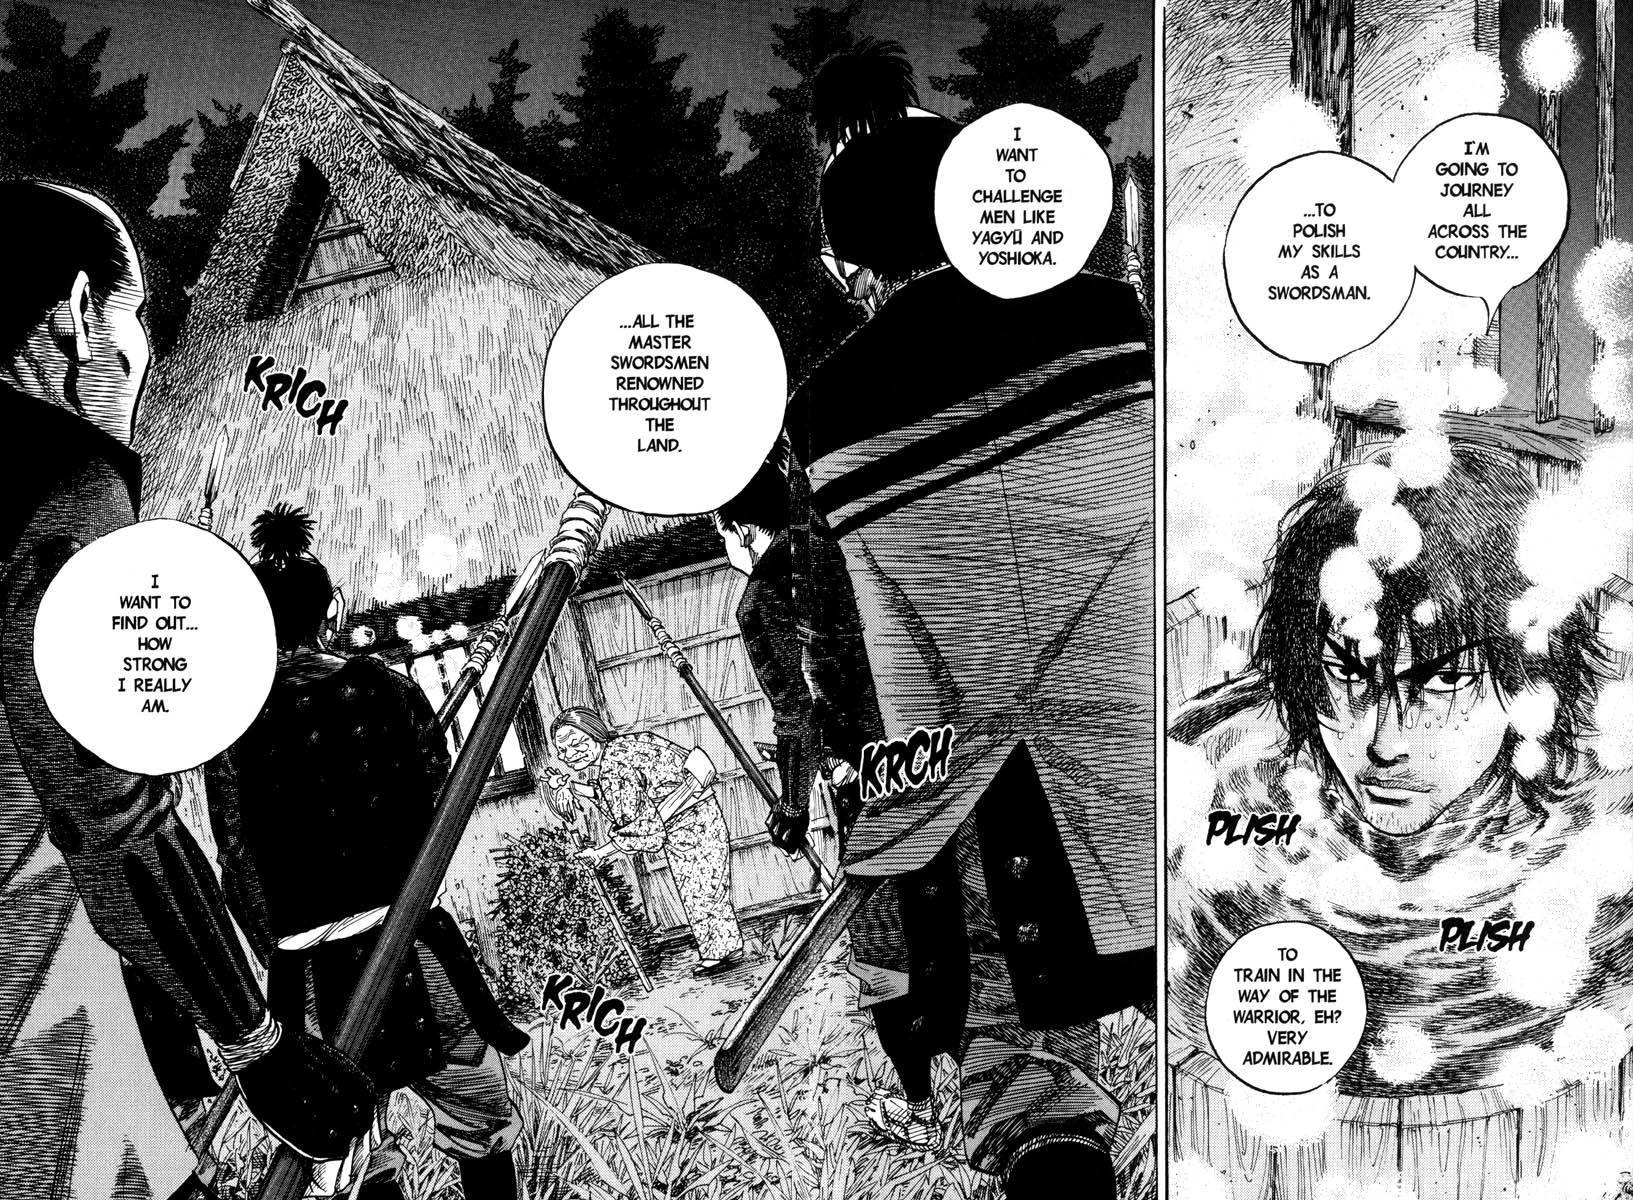 I'M
GOING TO
JOURNEY
ALL
ACROSS THE
COUNTRY...
...TO
POLISH
MY SKILLS
AS A
SWORDSMAN.
PLISH
PLISH
TO
TRAIN IN THE
WAY OF THE
WARRIOR, EH?
VERY
ADMIRABLE.
I
WANT
TO
CHALLENGE
MEN LIKE
YAGYŪ AND
YOSHIOKA.
...ALL THE
MASTER
SWORDSMEN
RENOWNED
THROUGHOUT
THE
LAND.
KRCH
KRICH
KRICH
I
WANT TO
FIND OUT...
HOW
STRONG
I REALLY
AM.